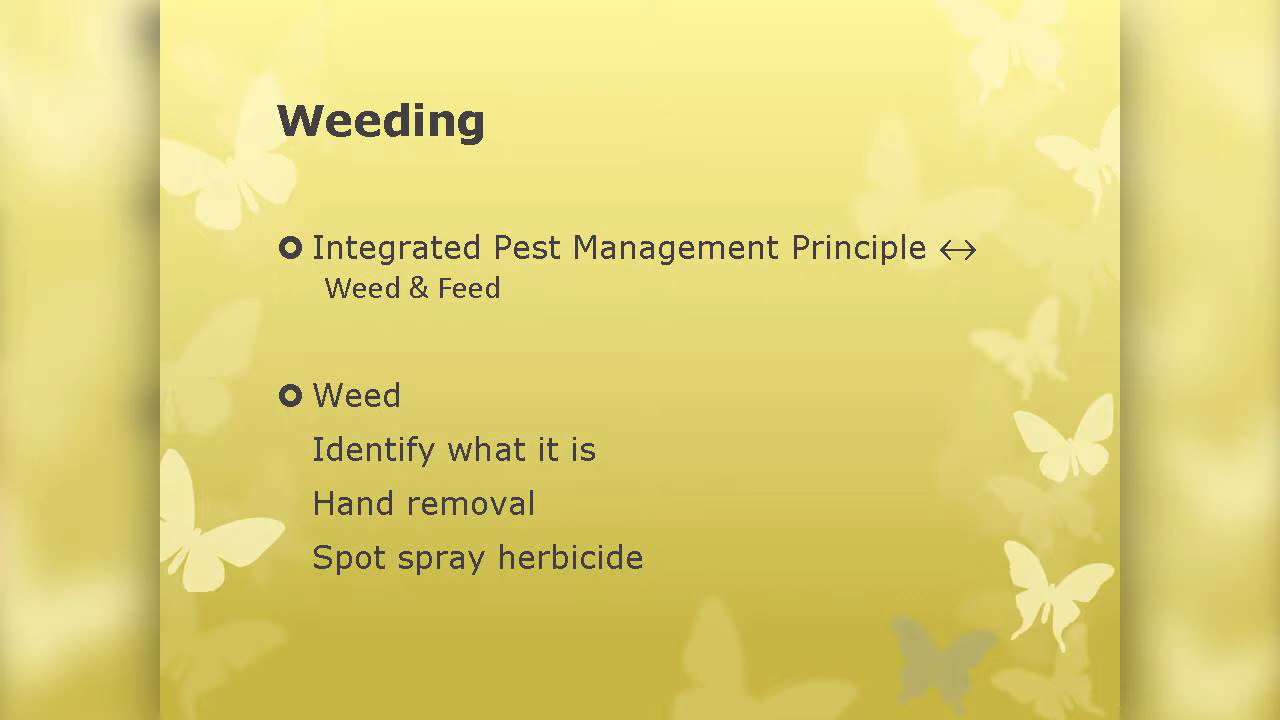 Weeding
Integrated Pest Management Principle ↔
Weed & Feed
Weed
Identify what it is
Hand removal
Spot spray herbicide